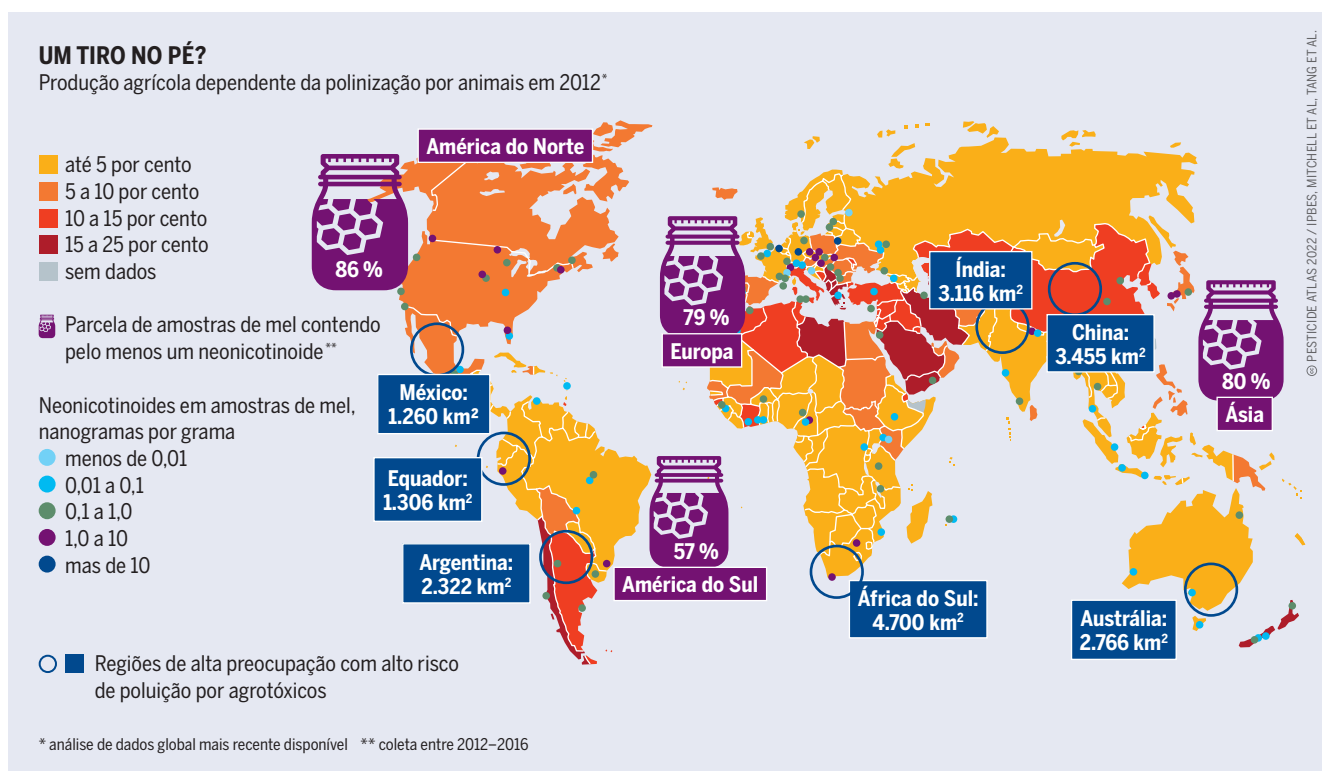 UM TIRO NO PÉ?
Produção agrícola dependente da polinização por animais em 2012*
até 5 por cento
5 a 10 por cento
10 a 15 por cento
15 a 25 por cento
sem dados
Parcela de amostras de mel contendo
pelo menos um neonicotinoide**
Neonicotinoides em amostras de mel,
nanogramas por grama
menos de 0,01
0,01 a 0,1
0,1 a 1,0
1,0 a 10
mas de 10
América do Norte
86 %
79 %
Europa
Índia:
3.116 km²
China:
3.455 km²
80 %
Ásia
México:
1.260 km²
Equador:
1.306 km²
Argentina:
2.322 km²
57 %
América do Sul
África do Sul:
4.700 km²
Austrália:
2.766 km²
Regiões de alta preocupação com alto risco
de poluição por agrotóxicos
* análise de dados global mais recente disponível ** coleta entre 2012–2016
PESTICIDE ATLAS 2022 / IPBES, MITCHELL ET AL, TANG ET AL.